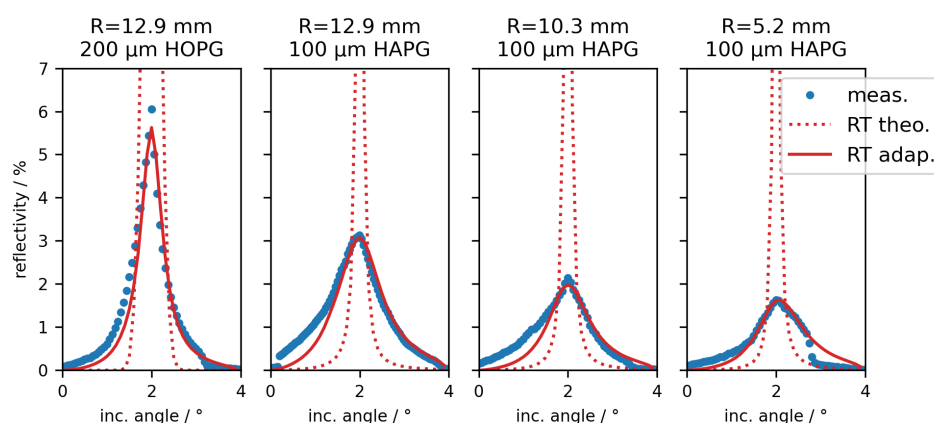 R=12.9 mm
200 μm HOPG
R=12.9 mm
100 μm HAPG
R=10.3 mm
100 μm HAPG
R=5.2 mm
100 μm HAPG
7
6
5
4
3
2
1
0
reflectivity / %
meas.
RT theo.
RT adap.
0 2 4
0 2 4
0 2 4
0 2 4
inc. angle / °
inc. angle / °
inc. angle / °
inc. angle / °